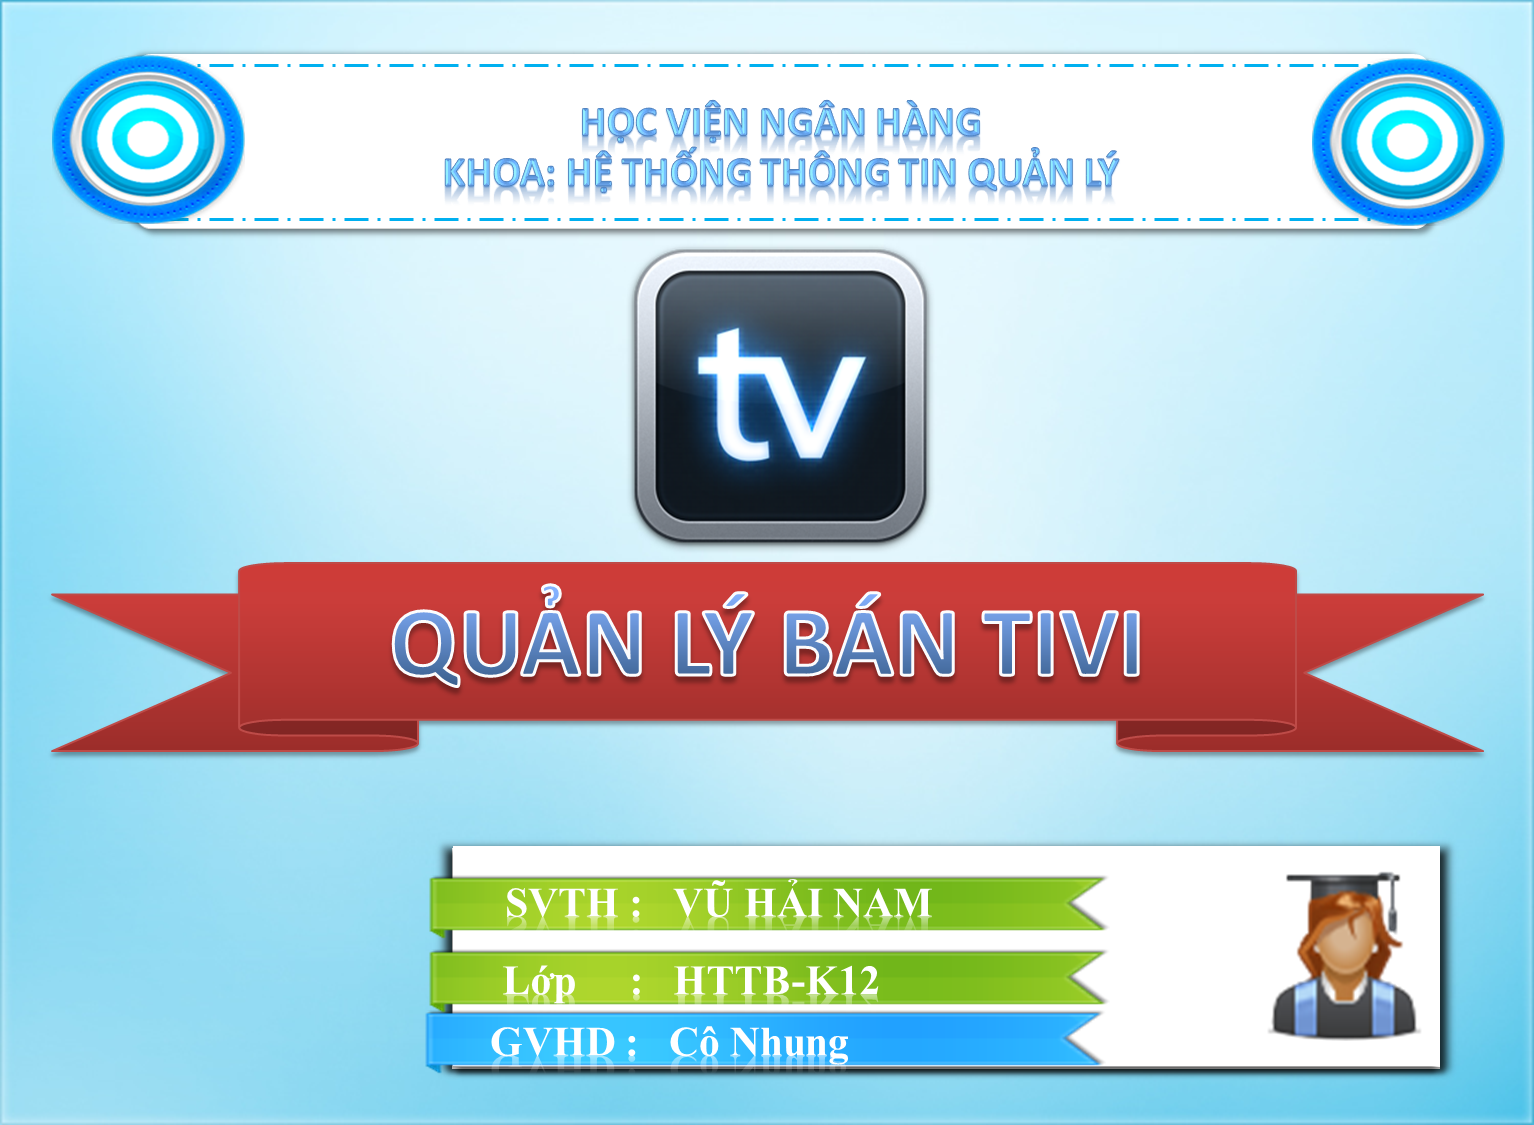 HỌC VIỆN NGÂN HÀNG
KHOA: HỆ THỐNG THÔNG TIN QUẢN LÝ
tv
QUẢN LÝ BÁN TIVI
SVTH : VŨ HẢI NAM
Lớp : HTTB-K12
GVHD : Cô Nhung